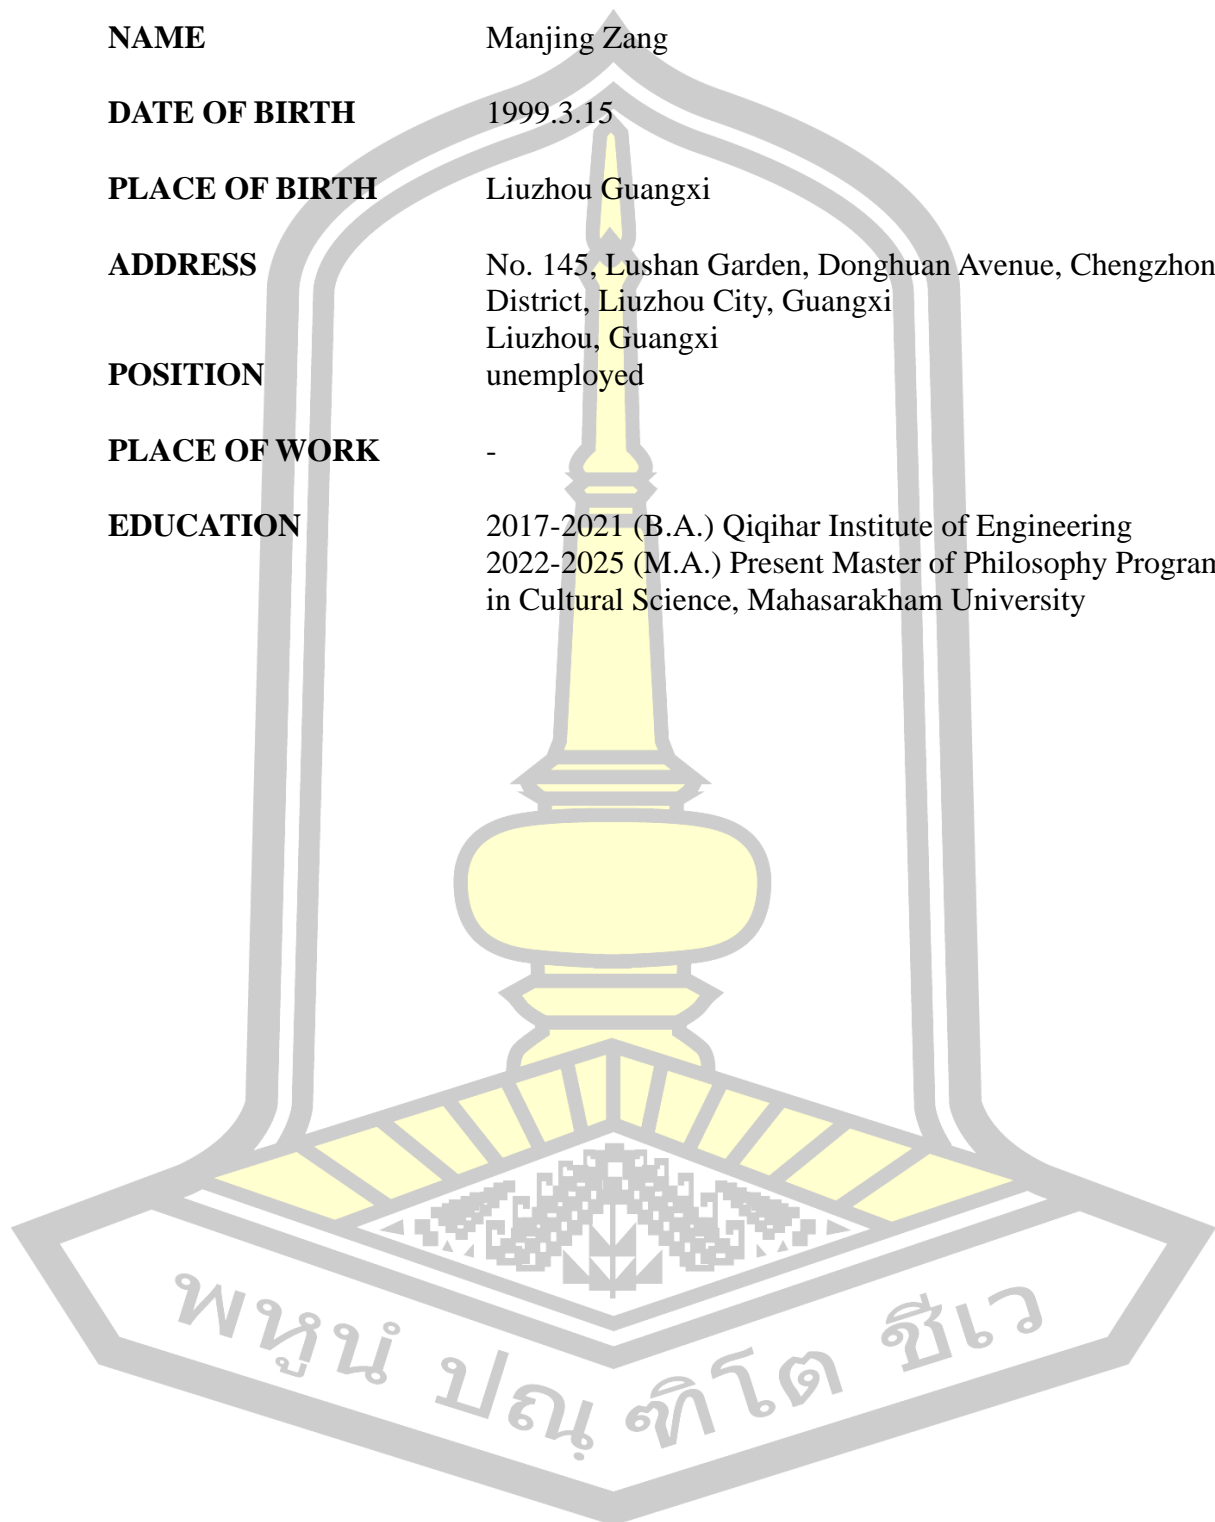 NAME Manjing Zang
DATE OF BIRTH 1999.3.15
PLACE OF BIRTH Liuzhou Guangxi
ADDRESS No. 145, Lushan Garden, Donghuan Avenue, Chengzhon
District, Liuzhou City, Guangxi
Liuzhou, Guangxi
POSITION unemployed
PLACE OF WORK -
EDUCATION 2017-2021 (B.A.) Qiqihar Institute of Engineering
2022-2025 (M.A.) Present Master of Philosophy Program
in Cultural Science, Mahasarakham University
พหูนํ ปณฺ ฑิโต ชีเว